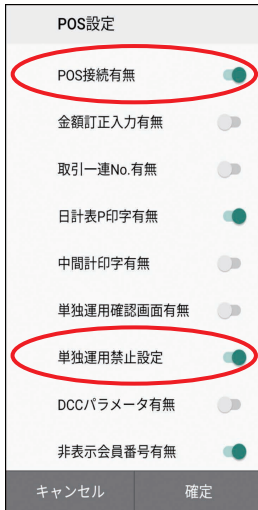 POS設定
POS接続有無
金額訂正入力有無
取引一連No.有無
日計表P印字有無
中間計印字有無
単独運用確認画面有無
単独運用禁止設定
DCCパラメータ有無
非表示会員番号有無
キャンセル 確定